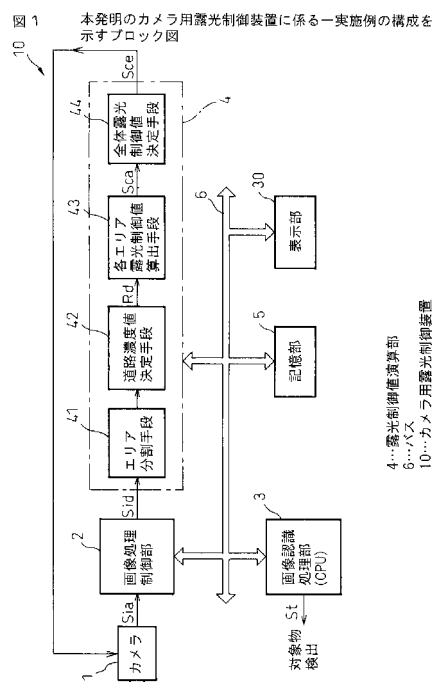 図1 本発明のカメラ用露光制御装置に係る一実施例の構成を
示すブロック図
10
Sce
4
44
全体露光
制御値
決定手段
Sca
43
各エリア
露光制御値
算出手段
Rd
42
道路濃度値
決定手段
41
エリア
分割手段
Sid
2
画像処理
制御部
Sia
1
カメラ
6
30
表示部
5
記憶部
3
画像認識
処理部
(CPU)
St
対象物
検出
4…露光制御値演算部
6…バス
10…カメラ用露光制御装置